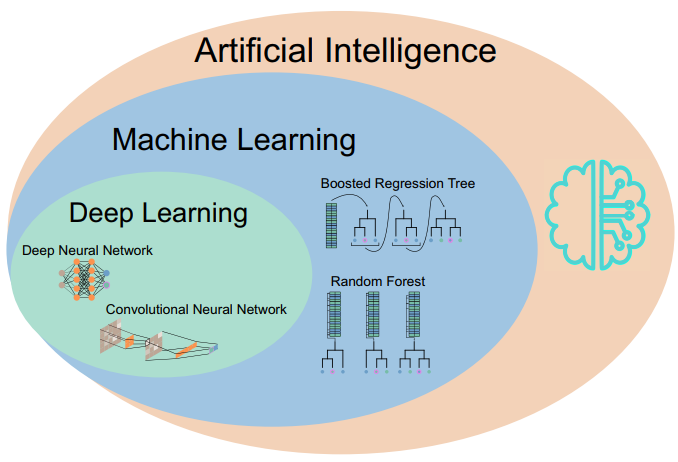 Artificial Intelligence
Machine Learning
Boosted Regression Tree
Deep Learning
Deep Neural Network
Random Forest
Convolutional Neural Network